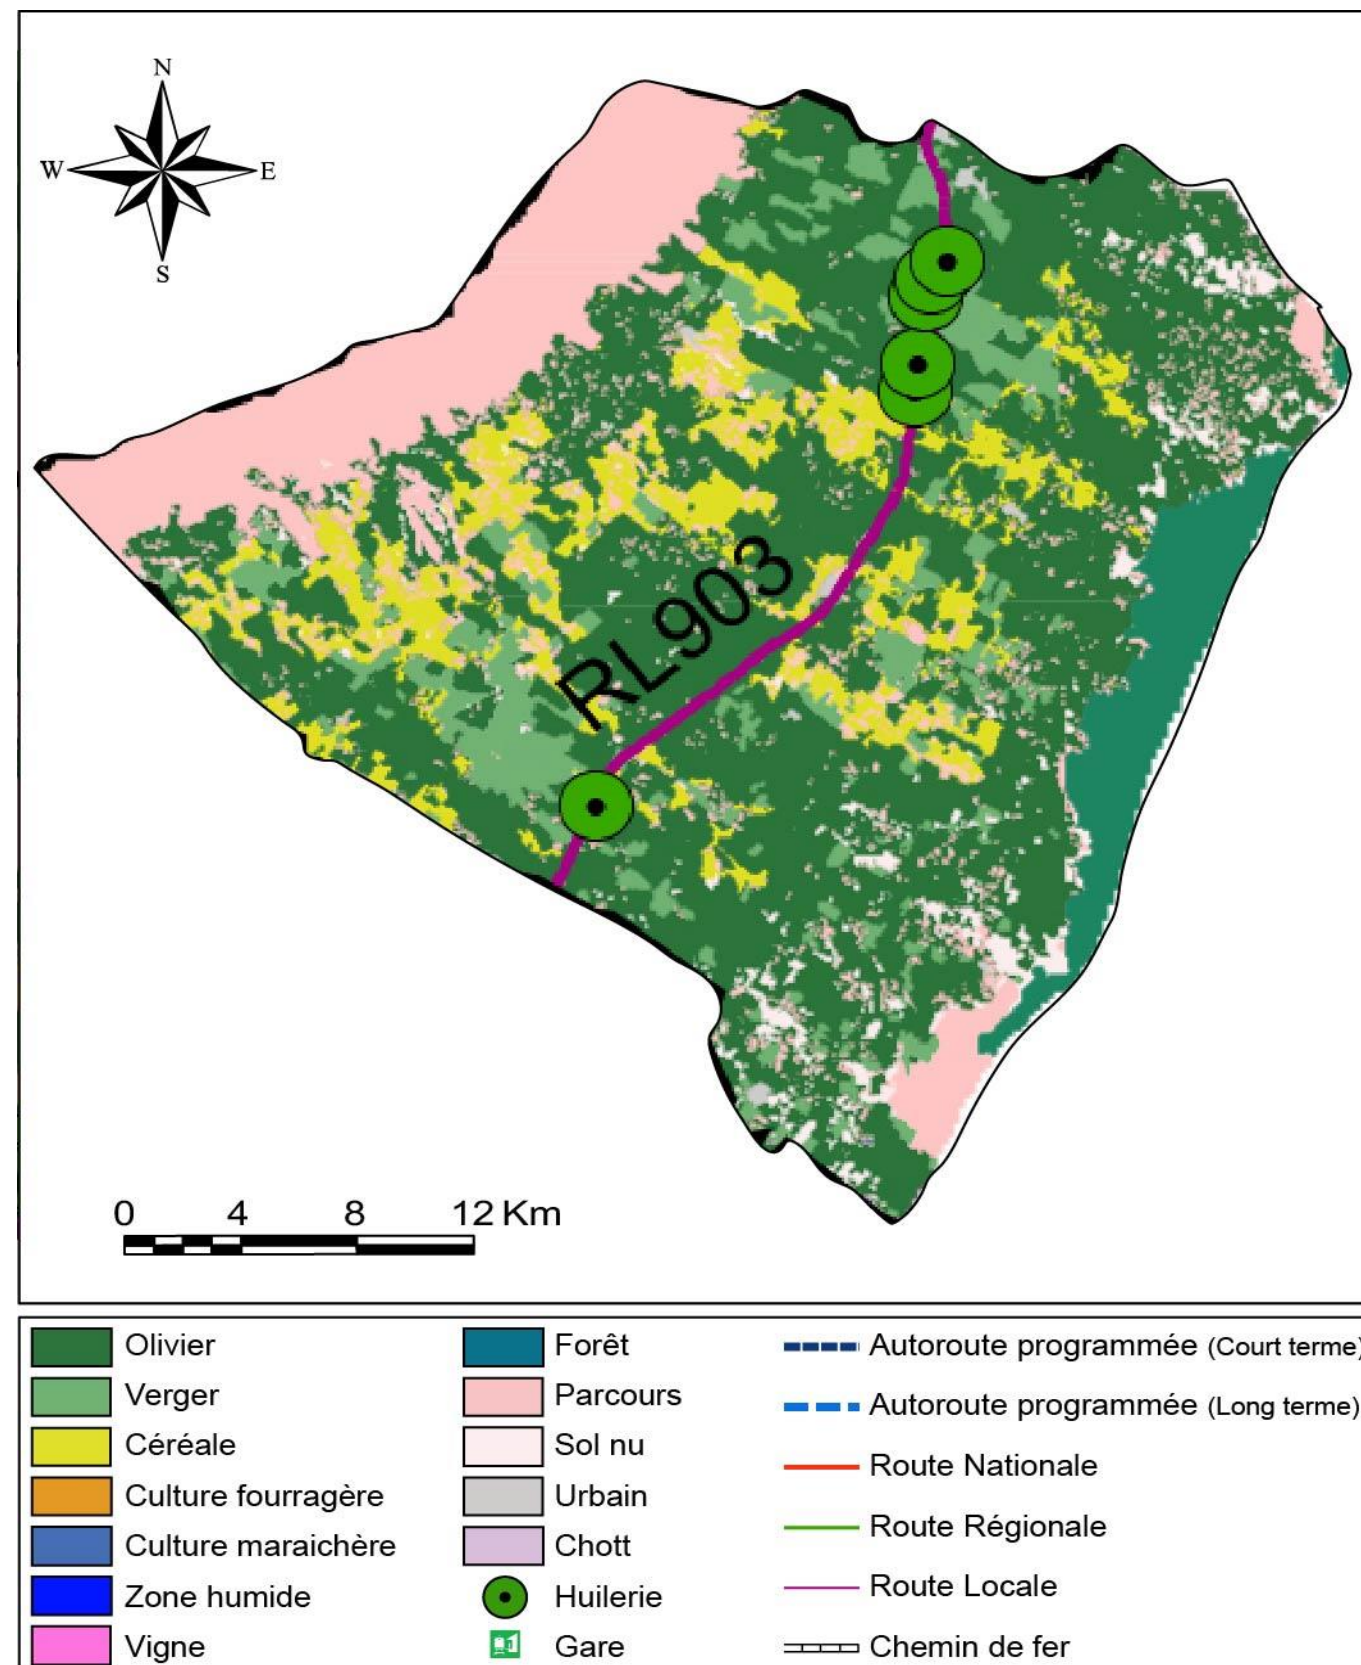 N
W
E
S
RL903
0 4 8 12 Km
Olivier
Verger
Céréale
Culture fourragère
Culture maraichère
Zone humide
Vigne
Forêt
Parcours
Sol nu
Urbain
Chott
Huilerie
Gare
Autoroute programmée (Court terme)
Autoroute programmée (Long terme)
Route Nationale
Route Régionale
Route Locale
Chemin de fer